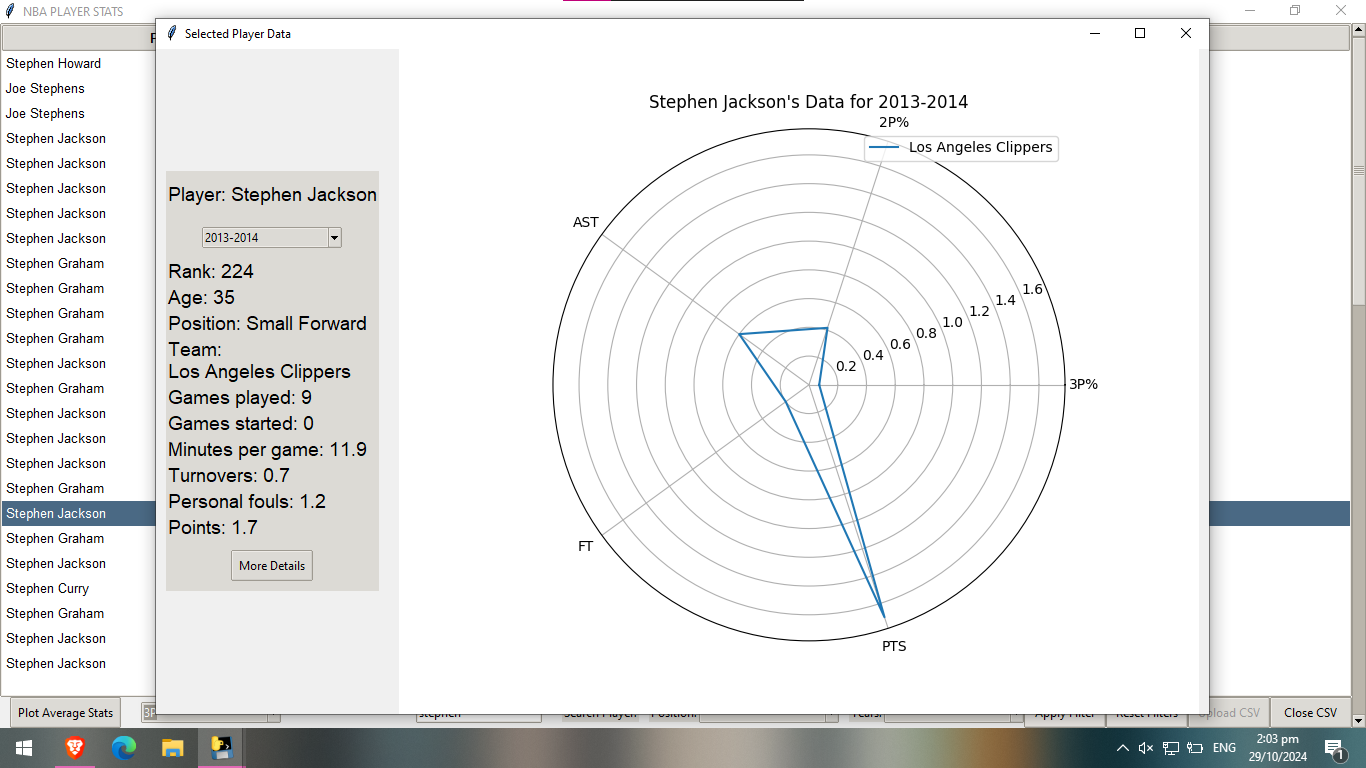 NBA PLAYER STATS
Selected Player Data
Stephen Howard
Joe Stephens
Joe Stephens
Stephen Jackson
Stephen Jackson
Stephen Jackson
Stephen Jackson
Stephen Jackson
Stephen Graham
Stephen Graham
Stephen Graham
Stephen Graham
Stephen Jackson
Stephen Graham
Stephen Jackson
Stephen Jackson
Stephen Jackson
Stephen Graham
Stephen Jackson
Stephen Graham
Stephen Jackson
Stephen Curry
Stephen Graham
Stephen Jackson
Stephen Jackson
Player: Stephen Jackson
2013-2014
Rank: 224
Age: 35
Position: Small Forward
Team:
Los Angeles Clippers
Games played: 9
Games started: 0
Minutes per game: 11.9
Turnovers: 0.7
Personal fouls: 1.2
Points: 1.7
More Details
Stephen Jackson's Data for 2013-2014
2P%
Los Angeles Clippers
AST
1.6
1.4
1.2
1.0
0.8
0.6
0.4
0.2
3P%
FT
PTS
Plot Average Stats
3P
stephen
Search Player:
Position:
Years:
Apply Filter
Reset Filters
Upload CSV
Close CSV
ENG
2:03 pm
29/10/2024
1